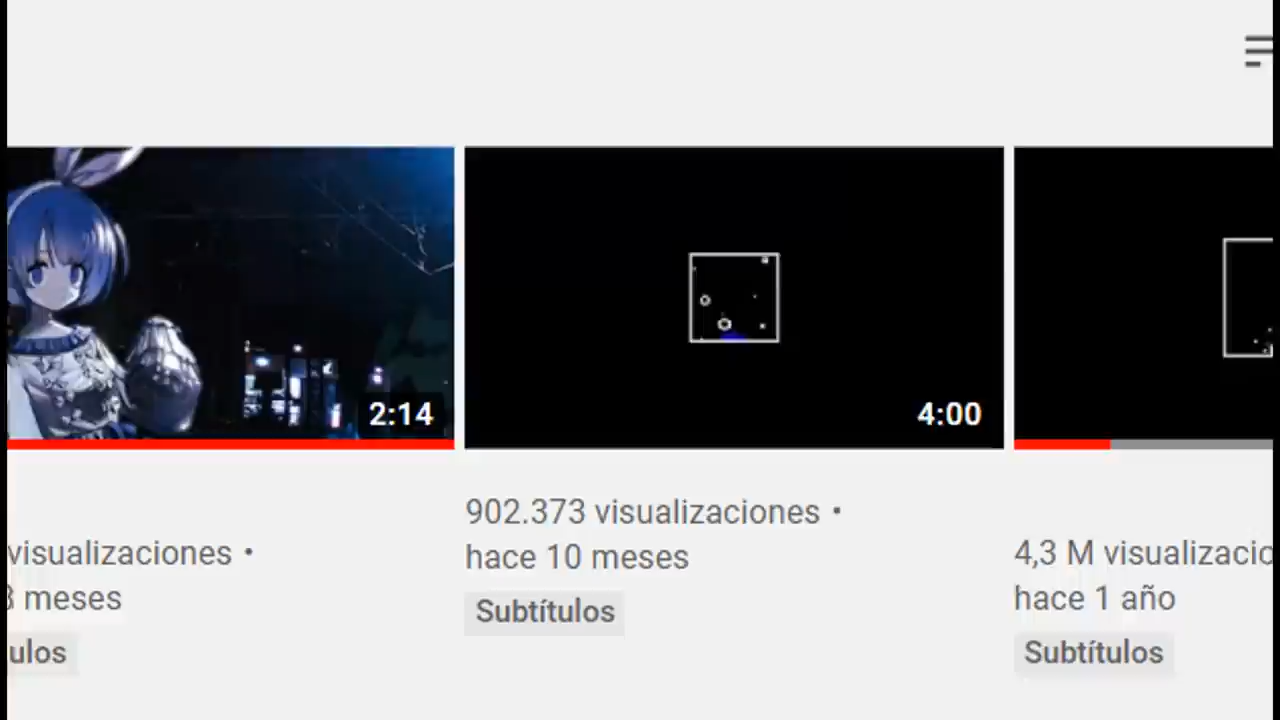 2:14
4:00
902.373 visualizaciones •
hace 10 meses
Subtítulos
visualizaciones •
meses
ulos
4,3 M visualizacio
hace 1 año
Subtítulos